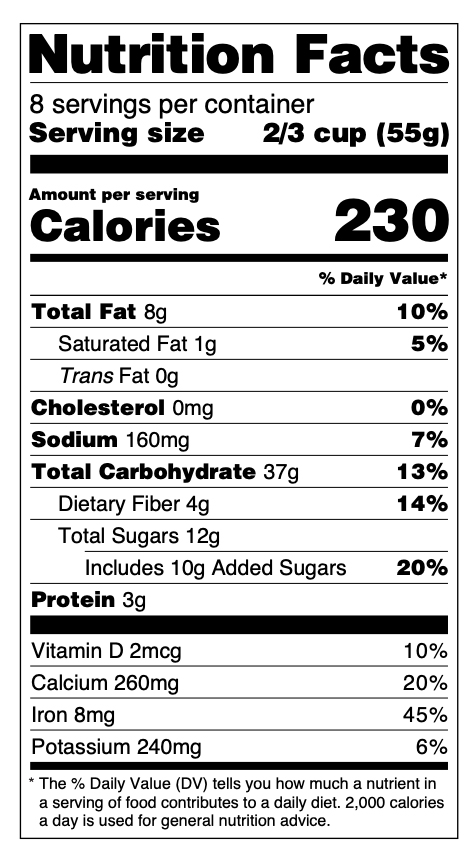 Nutrition Facts
8 servings per container
Serving size 2/3 cup (55g)
Amount per serving
Calories 230
% Daily Value*
Total Fat 8g 10%
Saturated Fat 1g 5%
Trans Fat 0g
Cholesterol 0mg 0%
Sodium 160mg 7%
Total Carbohydrate 37g 13%
Dietary Fiber 4g 14%
Total Sugars 12g
Includes 10g Added Sugars 20%
Protein 3g
Vitamin D 2mcg 10%
Calcium 260mg 20%
Iron 8mg 45%
Potassium 240mg 6%
* The % Daily Value (DV) tells you how much a nutrient in
a serving of food contributes to a daily diet. 2,000 calories
a day is used for general nutrition advice.